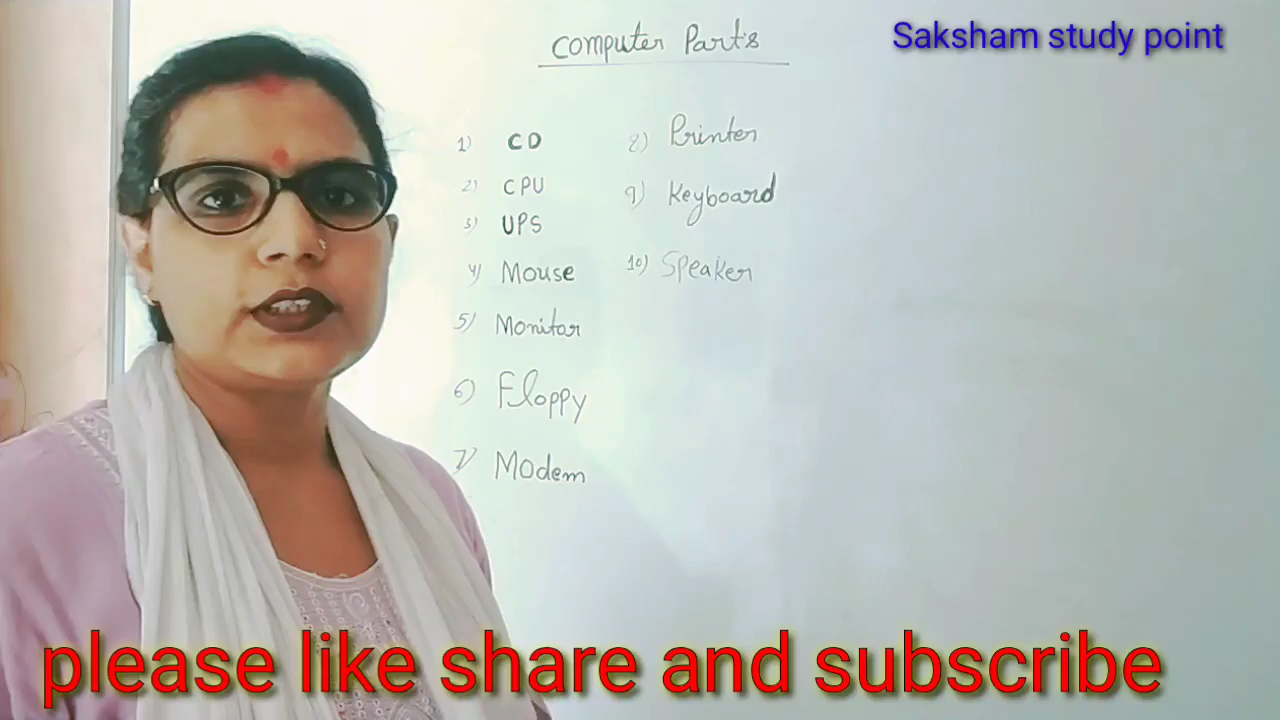 Computer Part's
Saksham study point
1) CD
2) CPU
3) UPS
4) Mouse
5) Monitor
6) Floppy
7) Modem
8) Printer
9) Keyboard
10) Speaker
please like share and subscribe